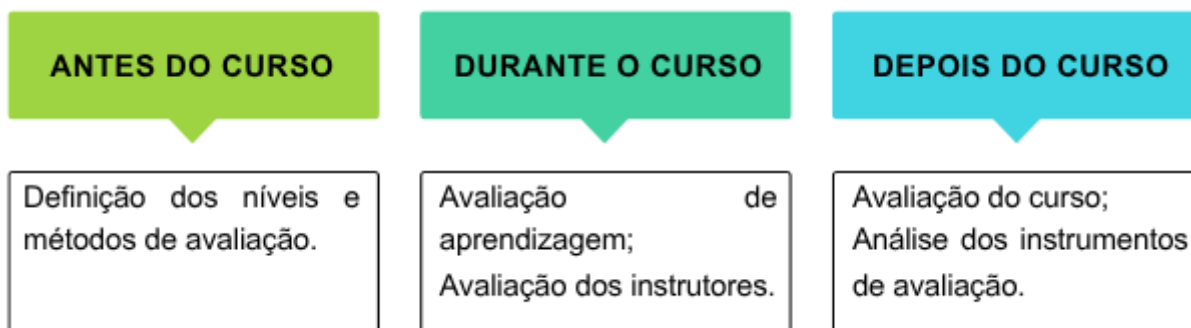 ANTES DO CURSO
Definição dos níveis e
métodos de avaliação.
DURANTE O CURSO
Avaliação de
aprendizagem;
Avaliação dos instrutores.
DEPOIS DO CURSO
Avaliação do curso;
Análise dos instrumentos
de avaliação.